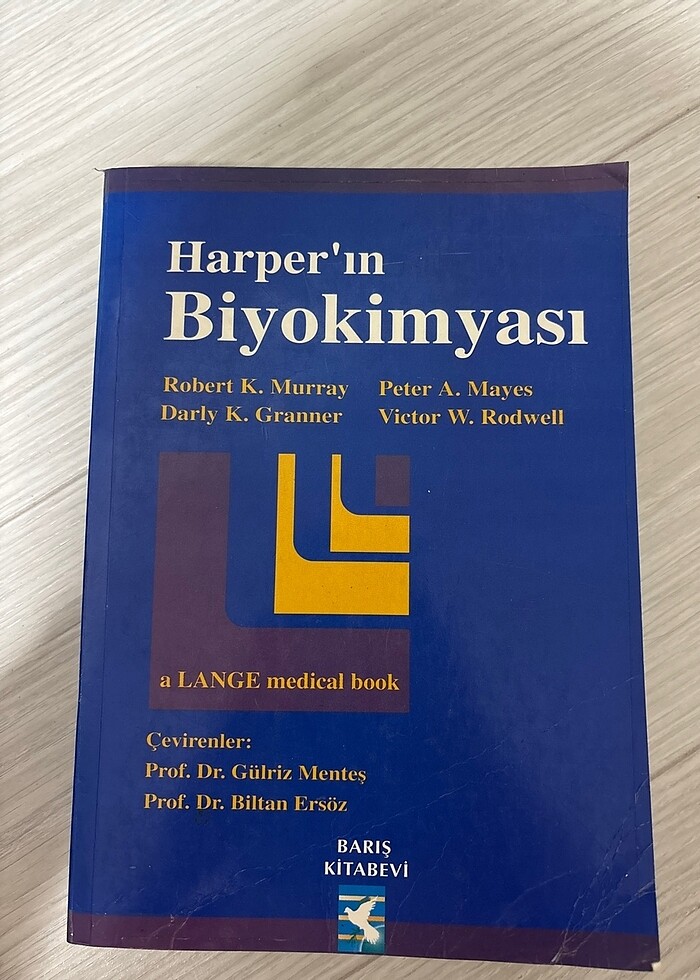 Harper'ın
Biyokimyası
Robert K. Murray Peter A. Mayes
Darly K. Granner Victor W. Rodwell
a LANGE medical book
Çevirenler:
Prof. Dr. Gülriz Menteş
Prof. Dr. Biltan Ersöz
BARIŞ
KİTABEVİ